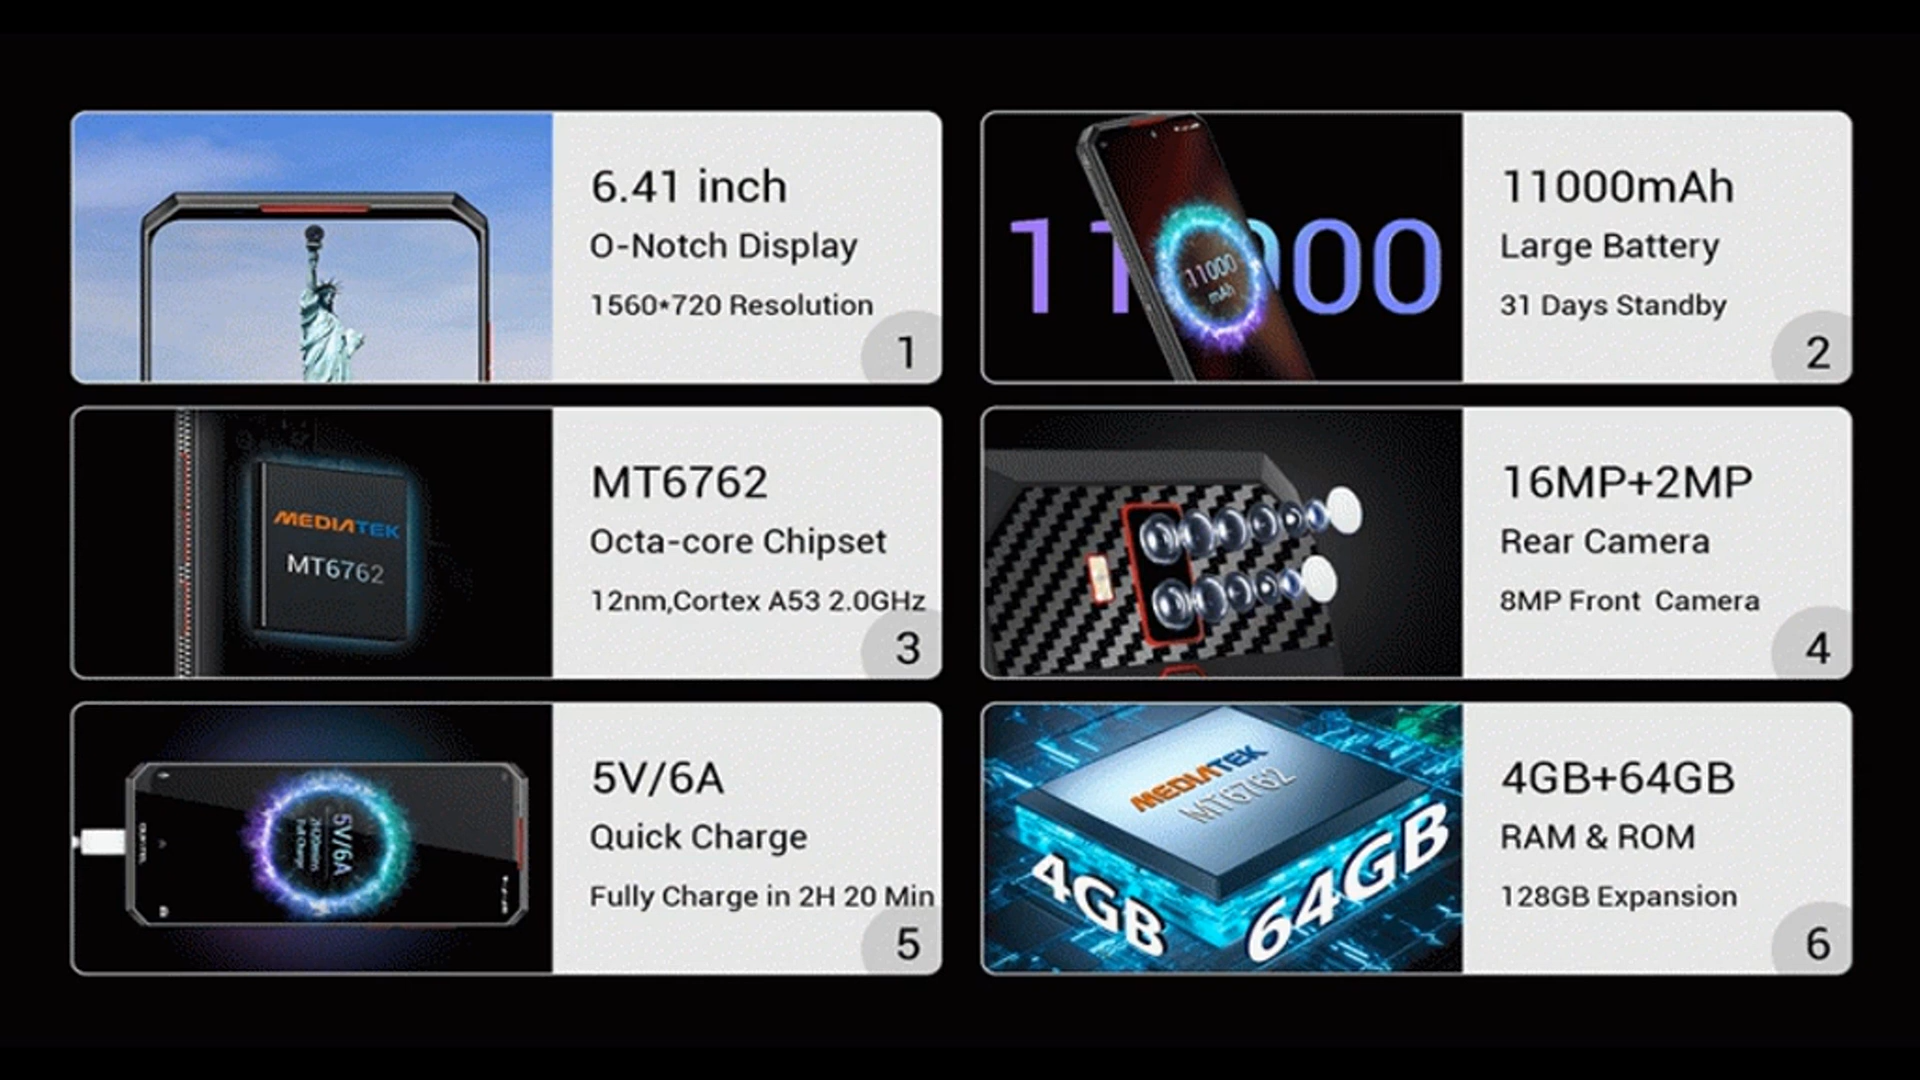 6.41 inch
O-Notch Display
1560*720 Resolution
1
11000
11000
mAh
11000mAh
Large Battery
31 Days Standby
2
MEDIATEK
MT6762
MT6762
Octa-core Chipset
12nm,Cortex A53 2.0GHz
3
16MP+2MP
Rear Camera
8MP Front Camera
4
5V/6A
5V/6A
Quick Charge
Fully Charge in 2H 20 Min
5
MEDIATEK
MT6762
4GB
64GB
4GB+64GB
RAM & ROM
128GB Expansion
6